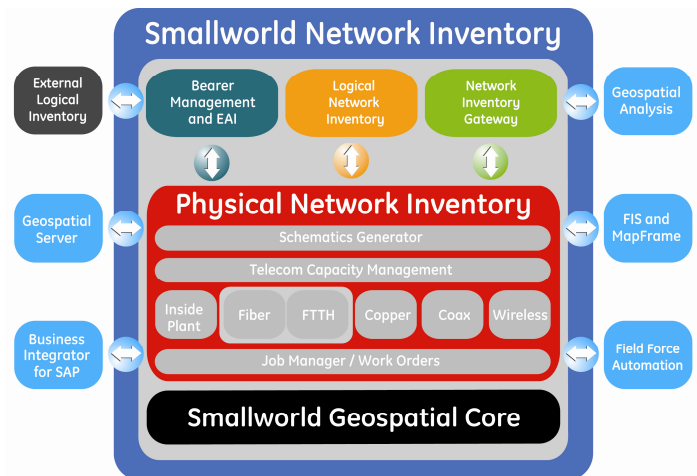 Smallworld Network Inventory
External
Logical
Inventory
Bearer
Management
and EAI
Logical
Network
Inventory
Network
Inventory
Gateway
Geospatial
Analysis
Physical Network Inventory
Geospatial
Server
Schematics Generator
FIS and
MapFrame
Telecom Capacity Management
Inside
Plant
Fiber
FTTH
Copper
Coax
Wireless
Business
Integrator
for SAP
Job Manager / Work Orders
Field Force
Automation
Smallworld Geospatial Core